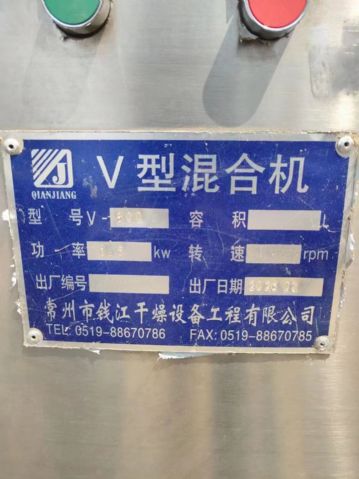 QIANJIANG
V型混合机
型 号 V- 容 积 L
功 率 kw 转 速 rpm
出厂编号 出厂日期
常州市钱江干燥设备工程有限公司
TEL: 0519-88670786 FAX: 0519-88670785